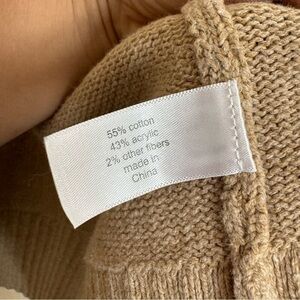 55% cotton
43% acrylic
2% other fibers
made in
China